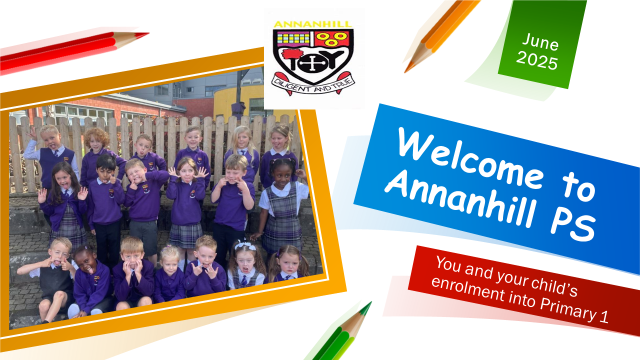 ANNANHILL
DILIGENT AND TRUE
June
2025
Welcome to
Annanhill PS
You and your child's
enrolment into Primary 1